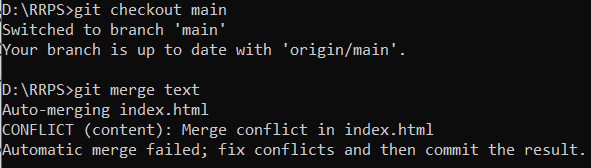 D:\RRPS>git checkout main
Switched to branch 'main'
Your branch is up to date with 'origin/main'.
D:\RRPS>git merge text
Auto-merging index.html
CONFLICT (content): Merge conflict in index.html
Automatic merge failed; fix conflicts and then commit the result.